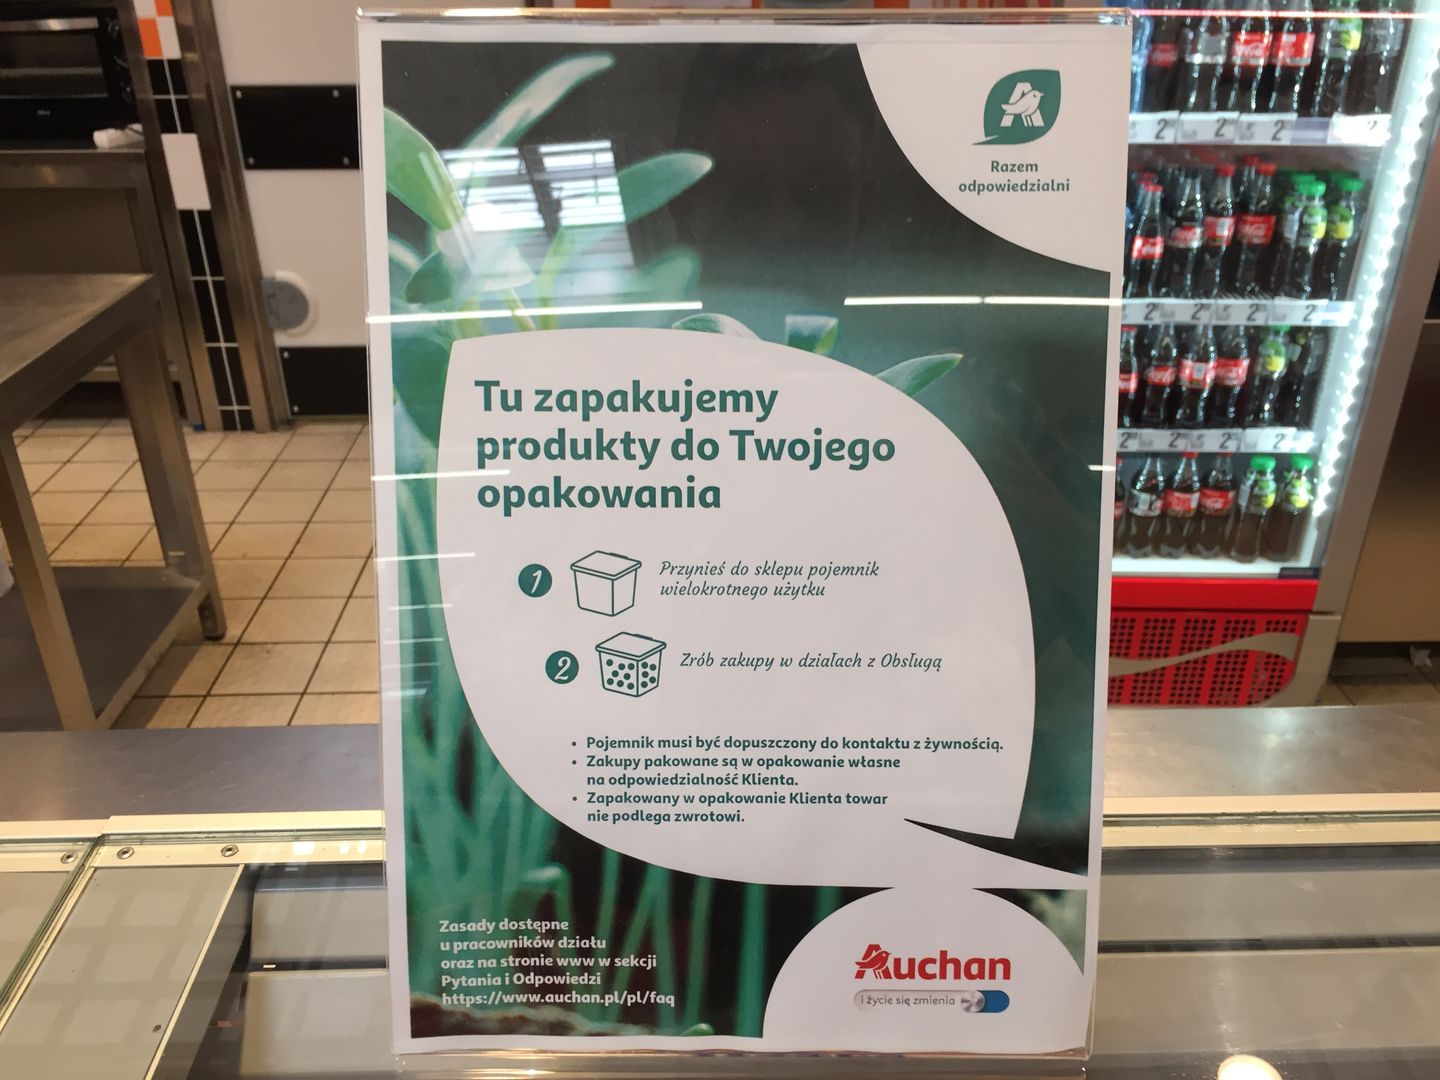 Razem
odpowiedzialni
Tu zapakujemy
produkty do Twojego
opakowania
1
Przynieś do sklepu pojemnik
wielokrotnego użytku
2
Zrób zakupy w działach z Obsługą
• Pojemnik musi być dopuszczony do kontaktu z żywnością.
• Zakupy pakowane są w opakowanie własne
na odpowiedzialność Klienta.
• Zapakowany w opakowanie Klienta towar
nie podlega zwrotowi.
Zasady dostępne
u pracowników działu
oraz na stronie www w sekcji
Pytania i Odpowiedzi
https://www.auchan.pl/pl/faq
Auchan
i życie się zmienia